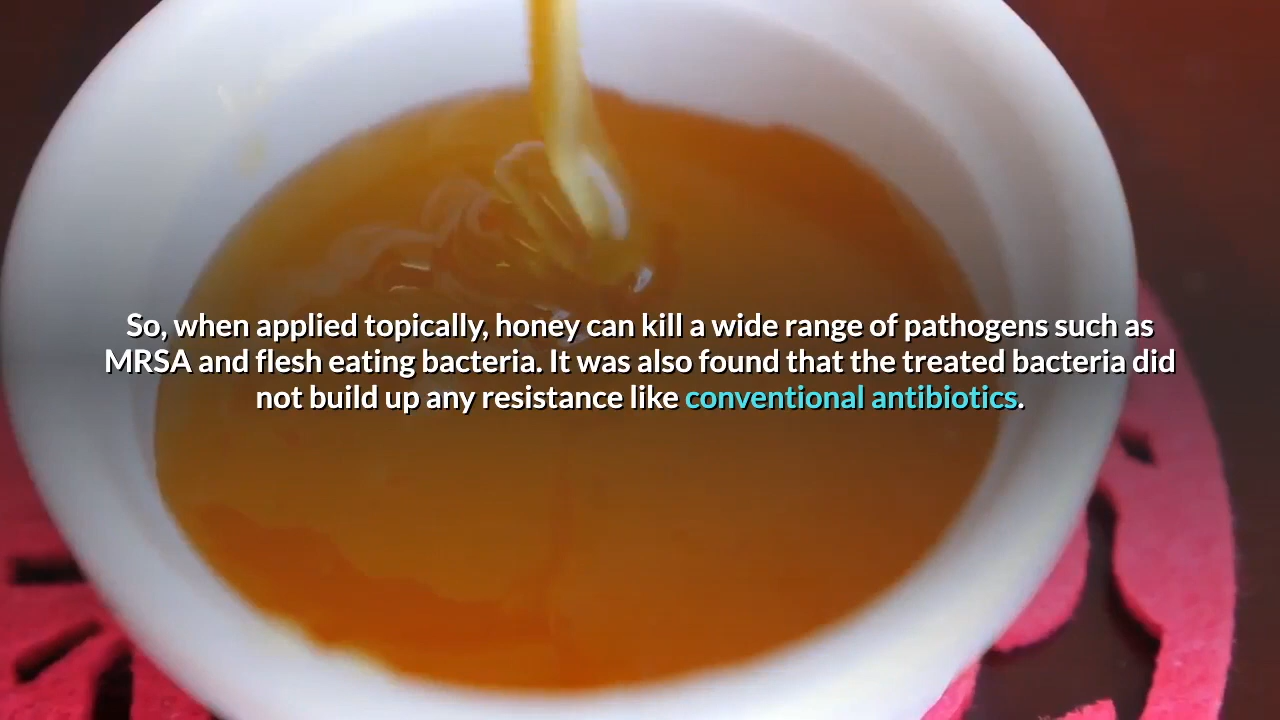 So, when applied topically, honey can kill a wide range of pathogens such as
MRSA and flesh eating bacteria. It was also found that the treated bacteria did
not build up any resistance like conventional antibiotics.